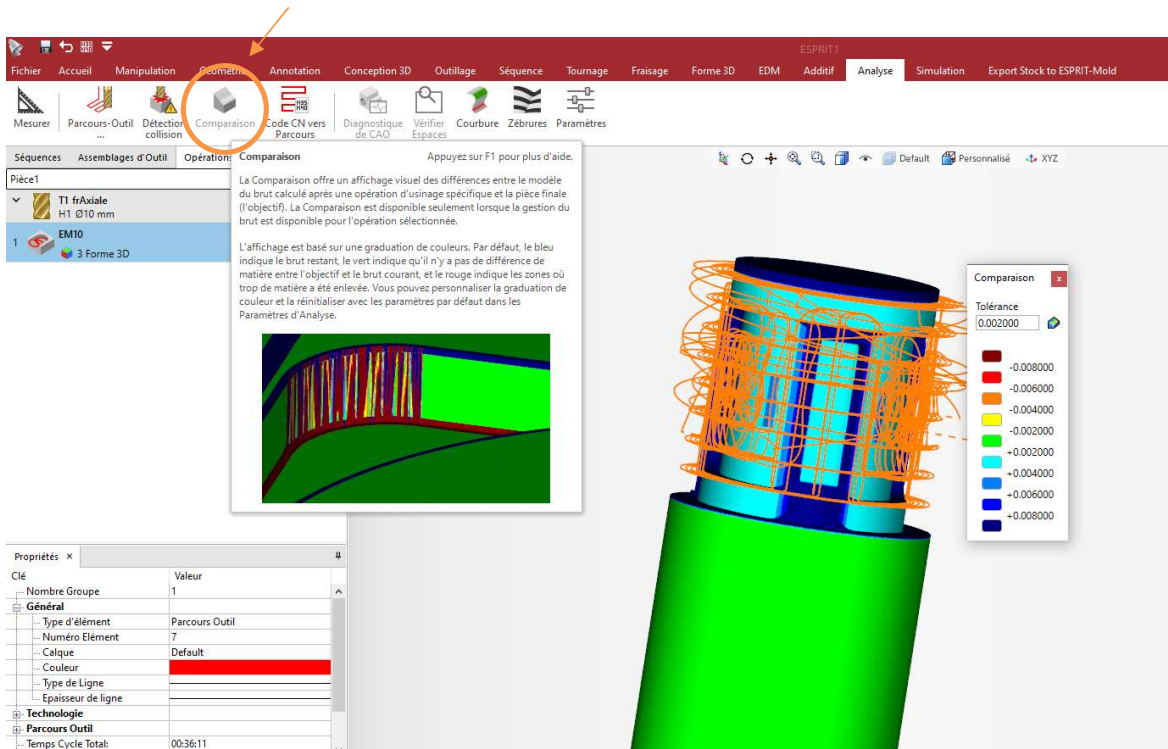 ESPRIT1
Fichier Accueil Manipulation Géométrie Annotation Conception 3D Outillage Séquence Tournage Fraisage Forme 3D EDM Additif Analyse Simulation Export Stock to ESPRIT-Mold
Mesurer Parcours-Outil ... Détection collision Comparaison Code CN vers Parcours Diagnostique de CAO Vérifier Espaces Courbure Zébrures Paramètres
Séquences Assemblages d'Outil Opérations
Pièce1
T1 frAxiale
H1 Ø10 mm
1 EM10
3 Forme 3D
Comparaison Appuyez sur F1 pour plus d'aide.
La Comparaison offre un affichage visuel des différences entre le modèle
du brut calculé après une opération d'usinage spécifique et la pièce finale
(l'objectif). La Comparaison est disponible seulement lorsque la gestion du
brut est disponible pour l'opération sélectionnée.
L'affichage est basé sur une graduation de couleurs. Par défaut, le bleu
indique le brut restant, le vert indique qu'il n'y a pas de différence de
matière entre l'objectif et le brut courant, et le rouge indique les zones où
trop de matière a été enlevée. Vous pouvez personnaliser la graduation de
couleur et la réinitialiser avec les paramètres par défaut dans les
Paramètres d'Analyse.
Default Personnalisé XYZ
Comparaison x
Tolérance
0.002000
-0.008000
-0.006000
-0.004000
-0.002000
+0.002000
+0.004000
+0.006000
+0.008000
Propriétés ×
Clé Valeur
Nombre Groupe 1
Général
Type d'élément Parcours Outil
Numéro Elément 7
Calque Default
Couleur
Type de Ligne
Epaisseur de ligne
Technologie
Parcours Outil
Temps Cycle Total: 00:36:11